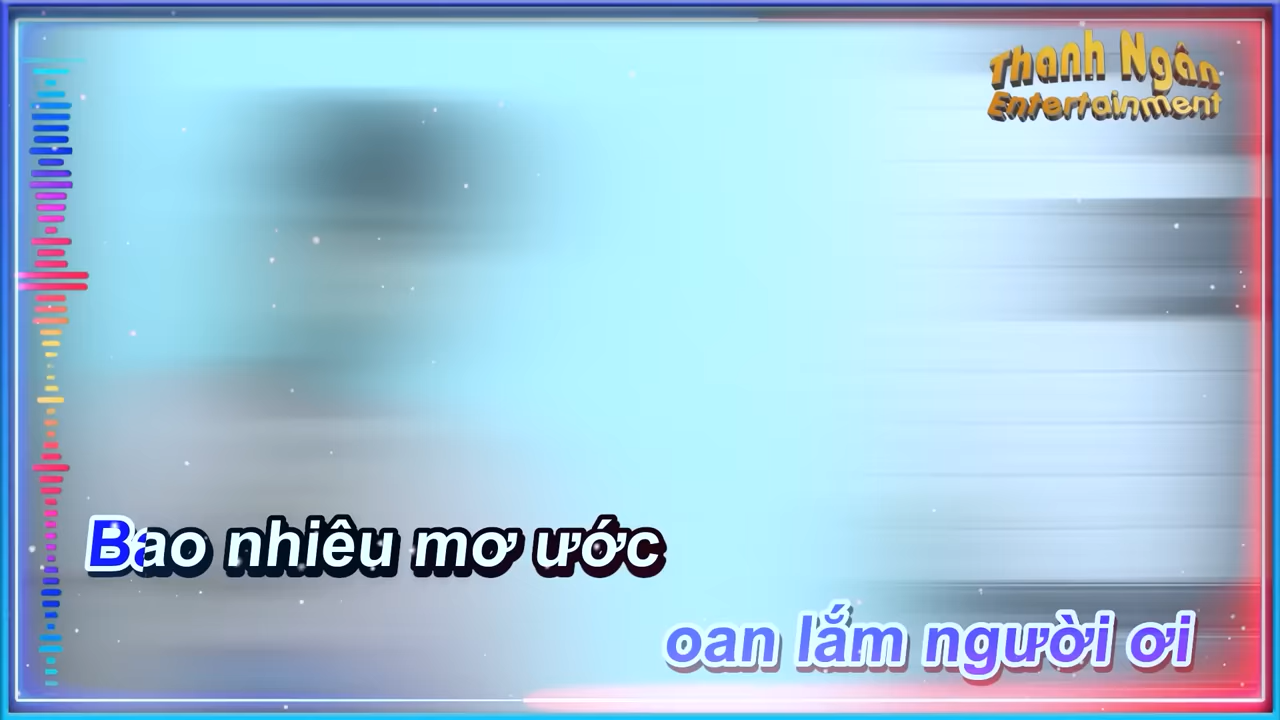 Thanh Ngân
Entertainment
Bao nhiêu mơ ước
oan lắm người ơi